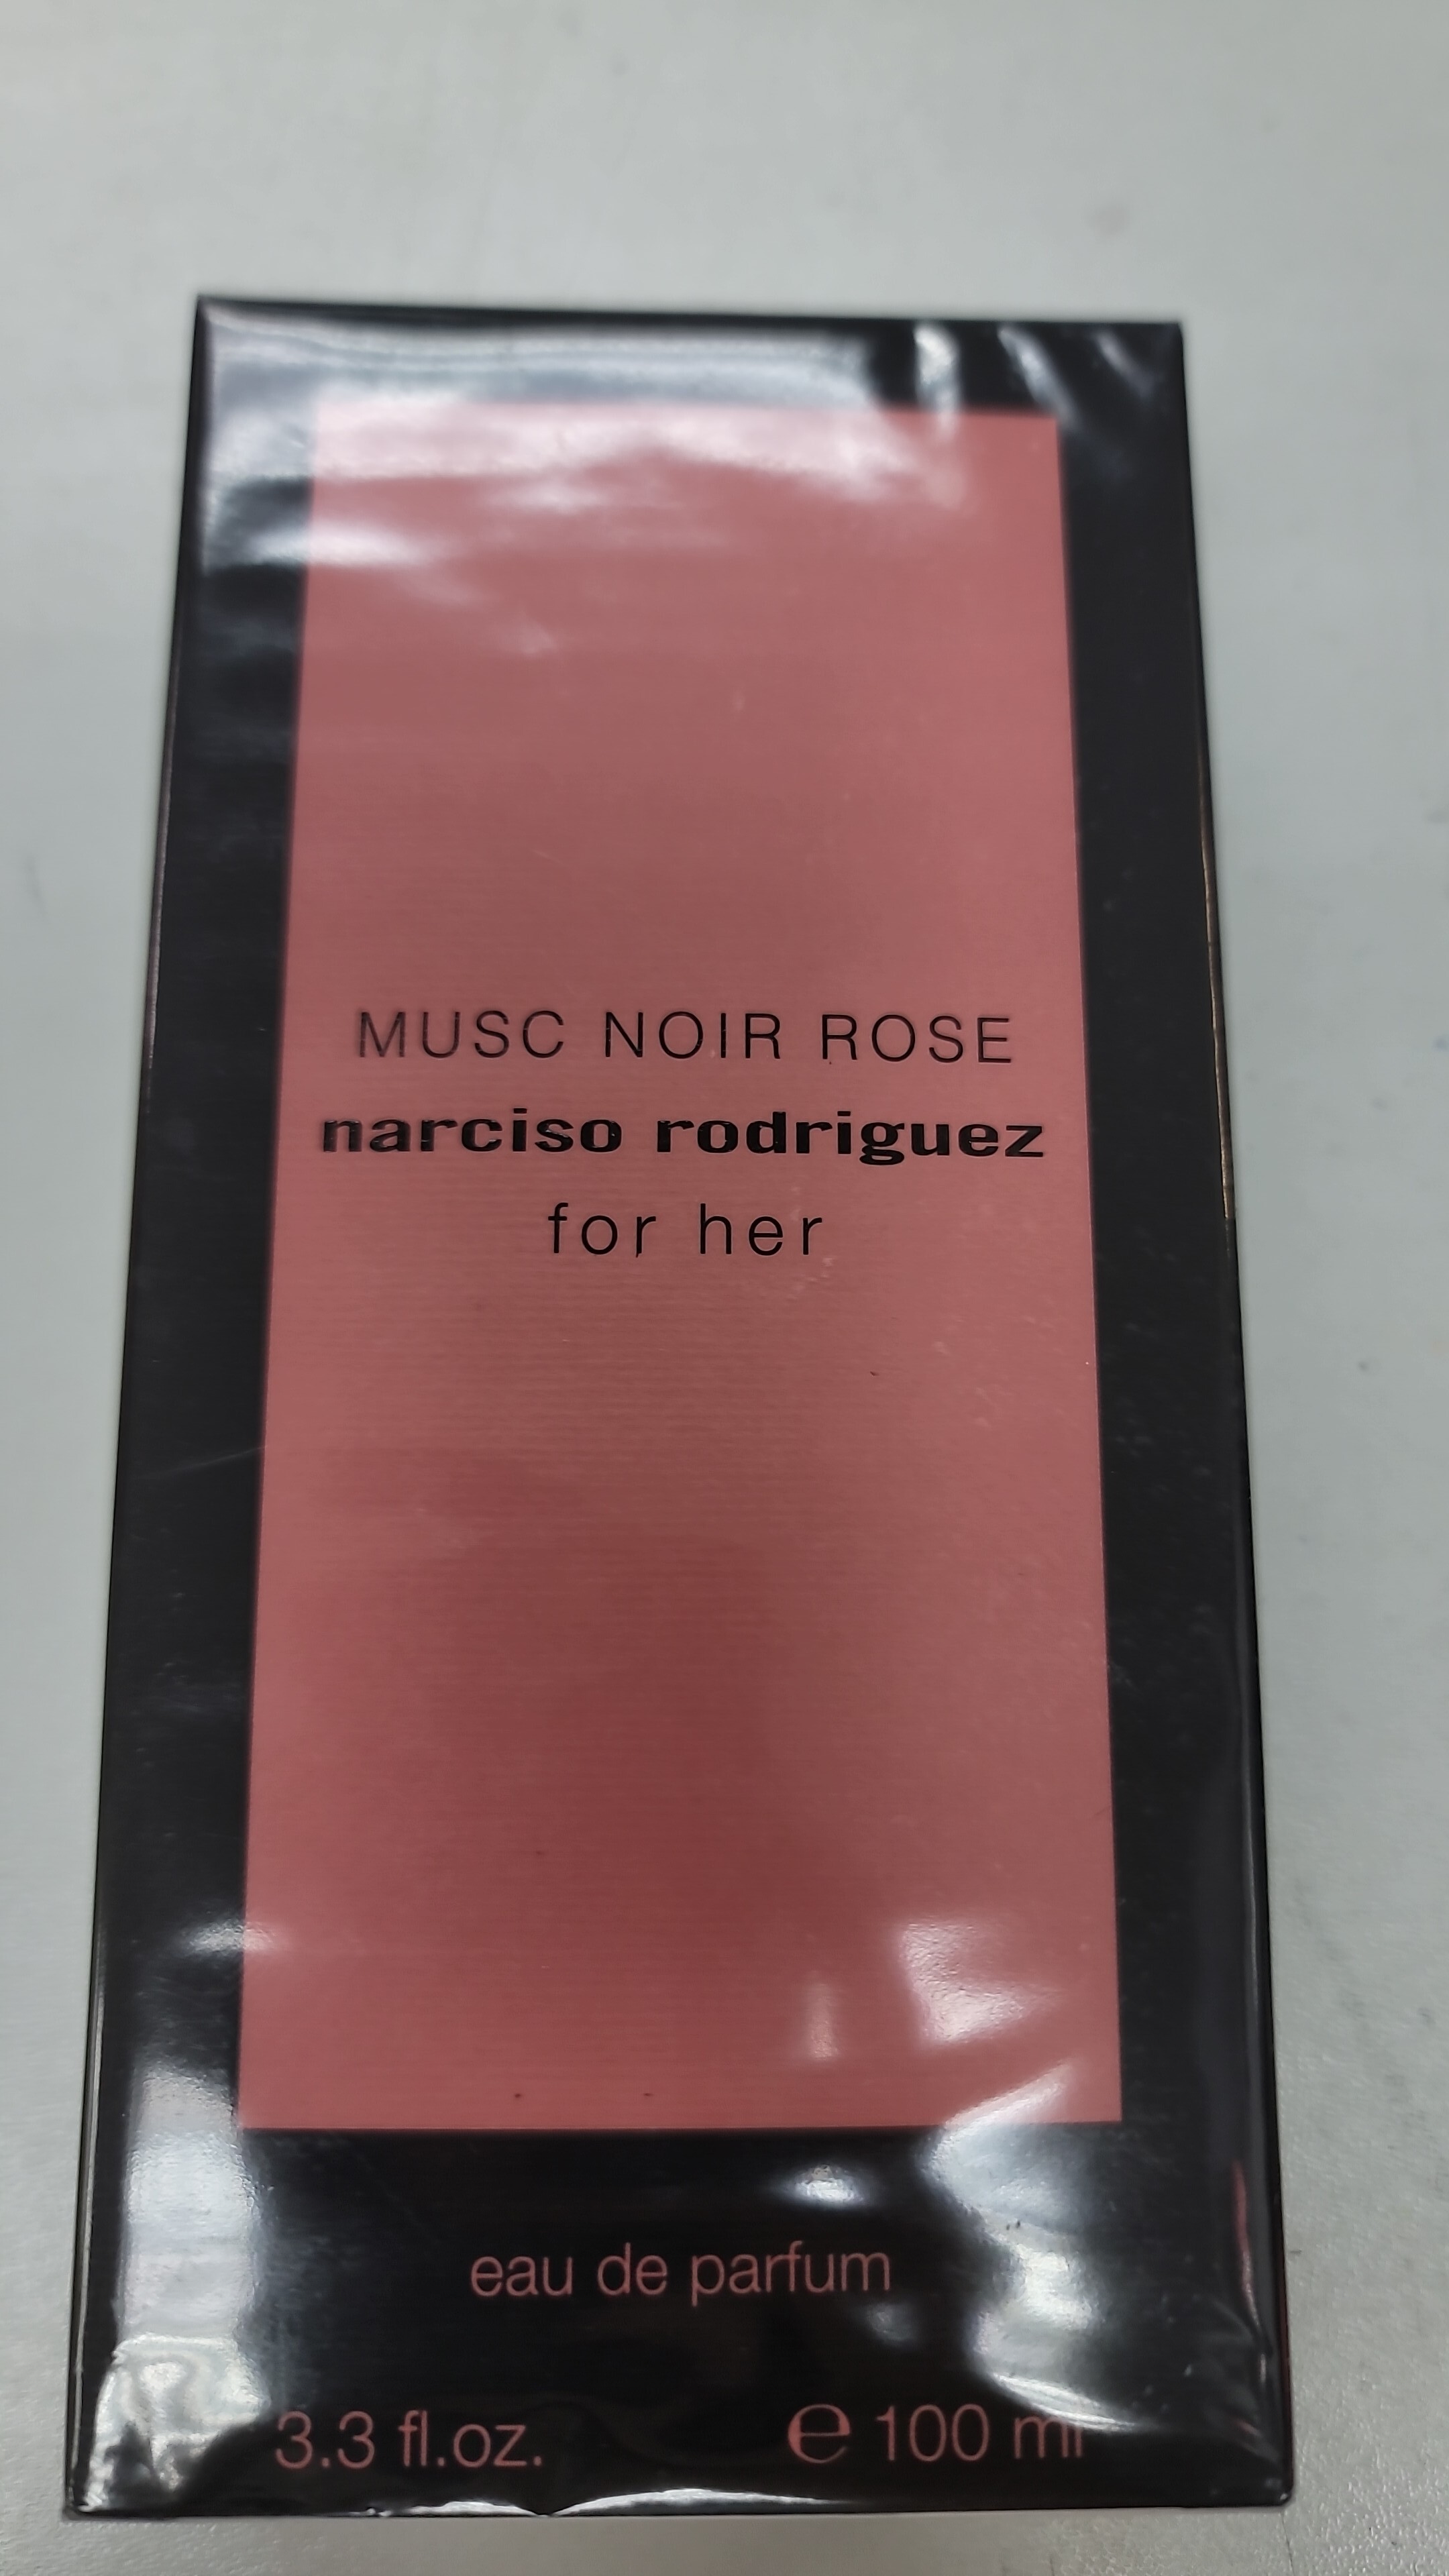 MUSC NOIR ROSE
narciso rodriguez
for her
eau de parfum
3.3 fl.oz. ℮ 100 ml